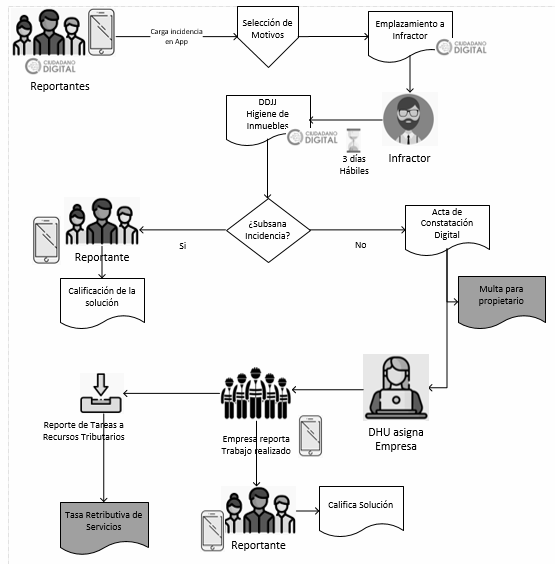 Carga incidencia
en App
Selección de
Motivos
Emplazamiento a
Infractor
CIUDADANO
DIGITAL
CIUDADANO
DIGITAL
Reportantes
DDJJ
Higiene de
Inmuebles
CIUDADANO
DIGITAL
3 días
Hábiles
Infractor
¿Subsana
Incidencia?
Si
No
Acta de
Constatación
Digital
Reportante
Calificación de la
solución
Multa para
propietario
DHU asigna
Empresa
Reporte de Tareas a
Recursos Tributarios
Empresa reporta
Trabajo realizado
Tasa Retributiva de
Servicios
Califica Solución
Reportante